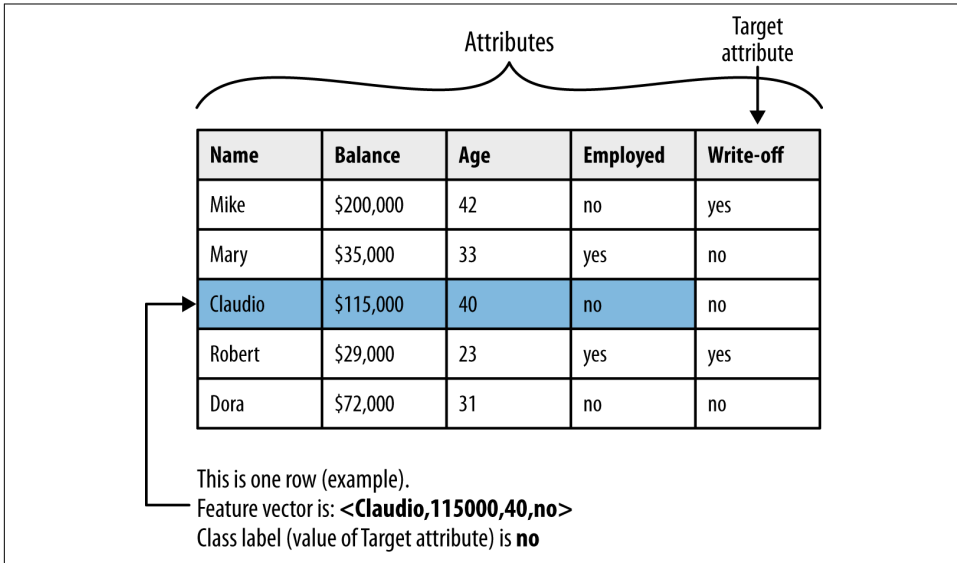 Attributes
Target
attribute
Name Balance Age Employed Write-off
Mike $200,000 42 no yes
Mary $35,000 33 yes no
Claudio $115,000 40 no no
Robert $29,000 23 yes yes
Dora $72,000 31 no no
This is one row (example).
Feature vector is: <Claudio,115000,40,no>
Class label (value of Target attribute) is no